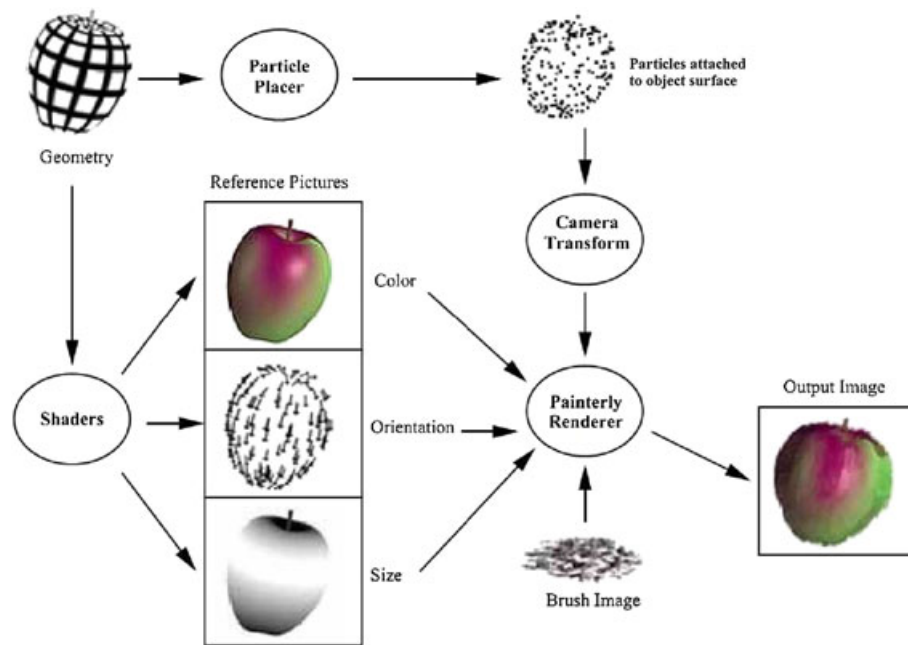 Particle
Placer
Particles attached
to object surface
Geometry
Reference Pictures
Camera
Transform
Color
Shaders
Orientation
Painterly
Renderer
Output Image
Size
Brush Image